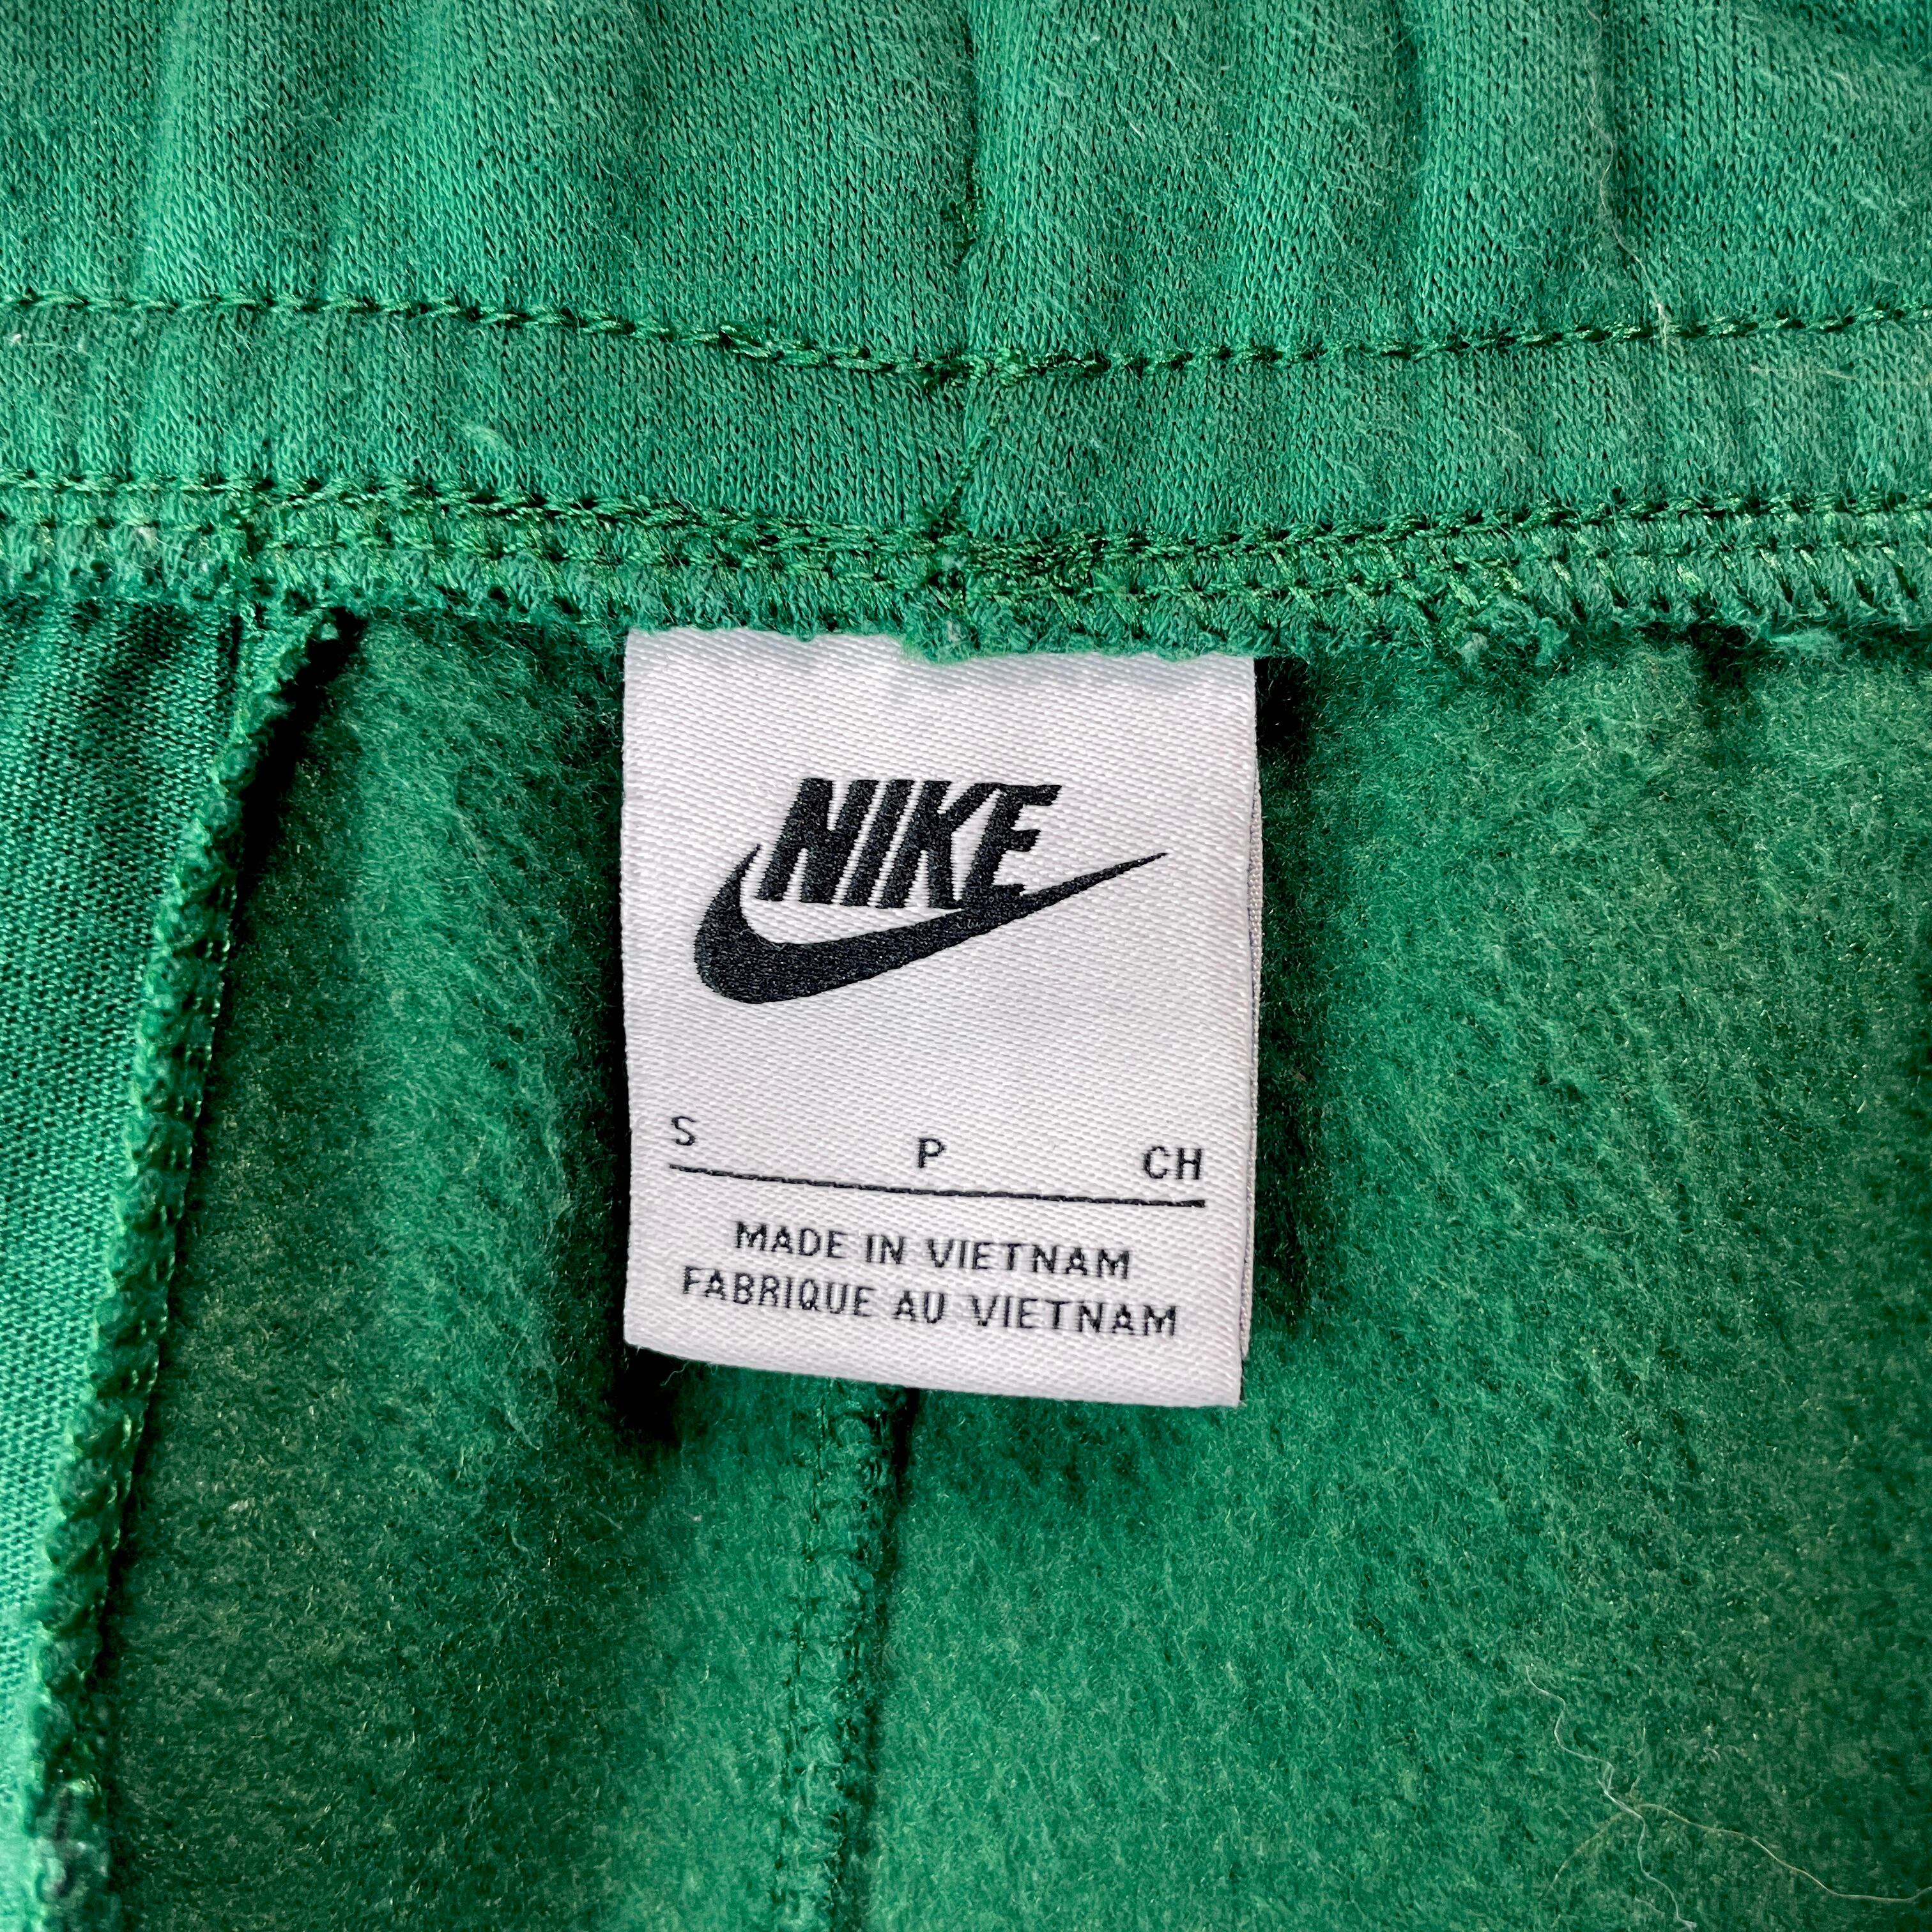 NIKE
S P CH
MADE IN VIETNAM
FABRIQUE AU VIETNAM